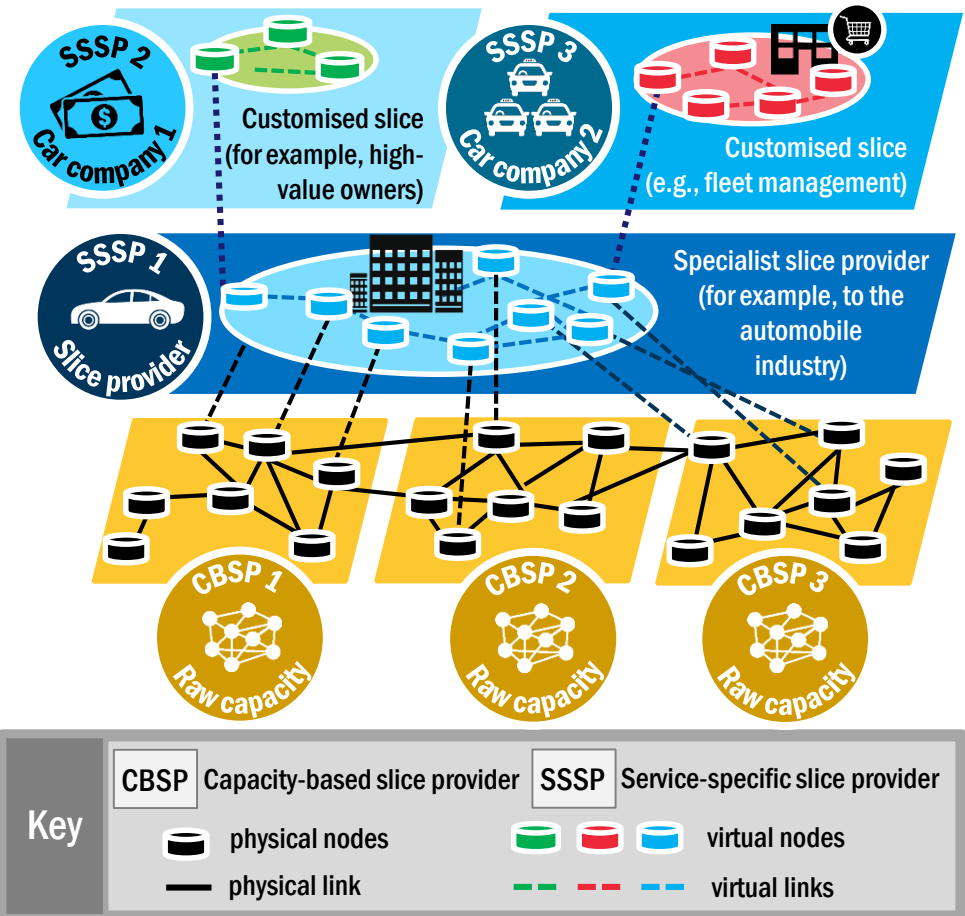 SSSP 2
Car company 1
Customised slice
(for example, high-
value owners)
SSSP 3
Car company 2
Customised slice
(e.g., fleet management)
SSSP 1
Slice provider
Specialist slice provider
(for example, to the
automobile
industry)
CBSP 1
Raw capacity
CBSP 2
Raw capacity
CBSP 3
Raw capacity
Key
CBSP Capacity-based slice provider
SSSP Service-specific slice provider
physical nodes
virtual nodes
physical link
virtual links